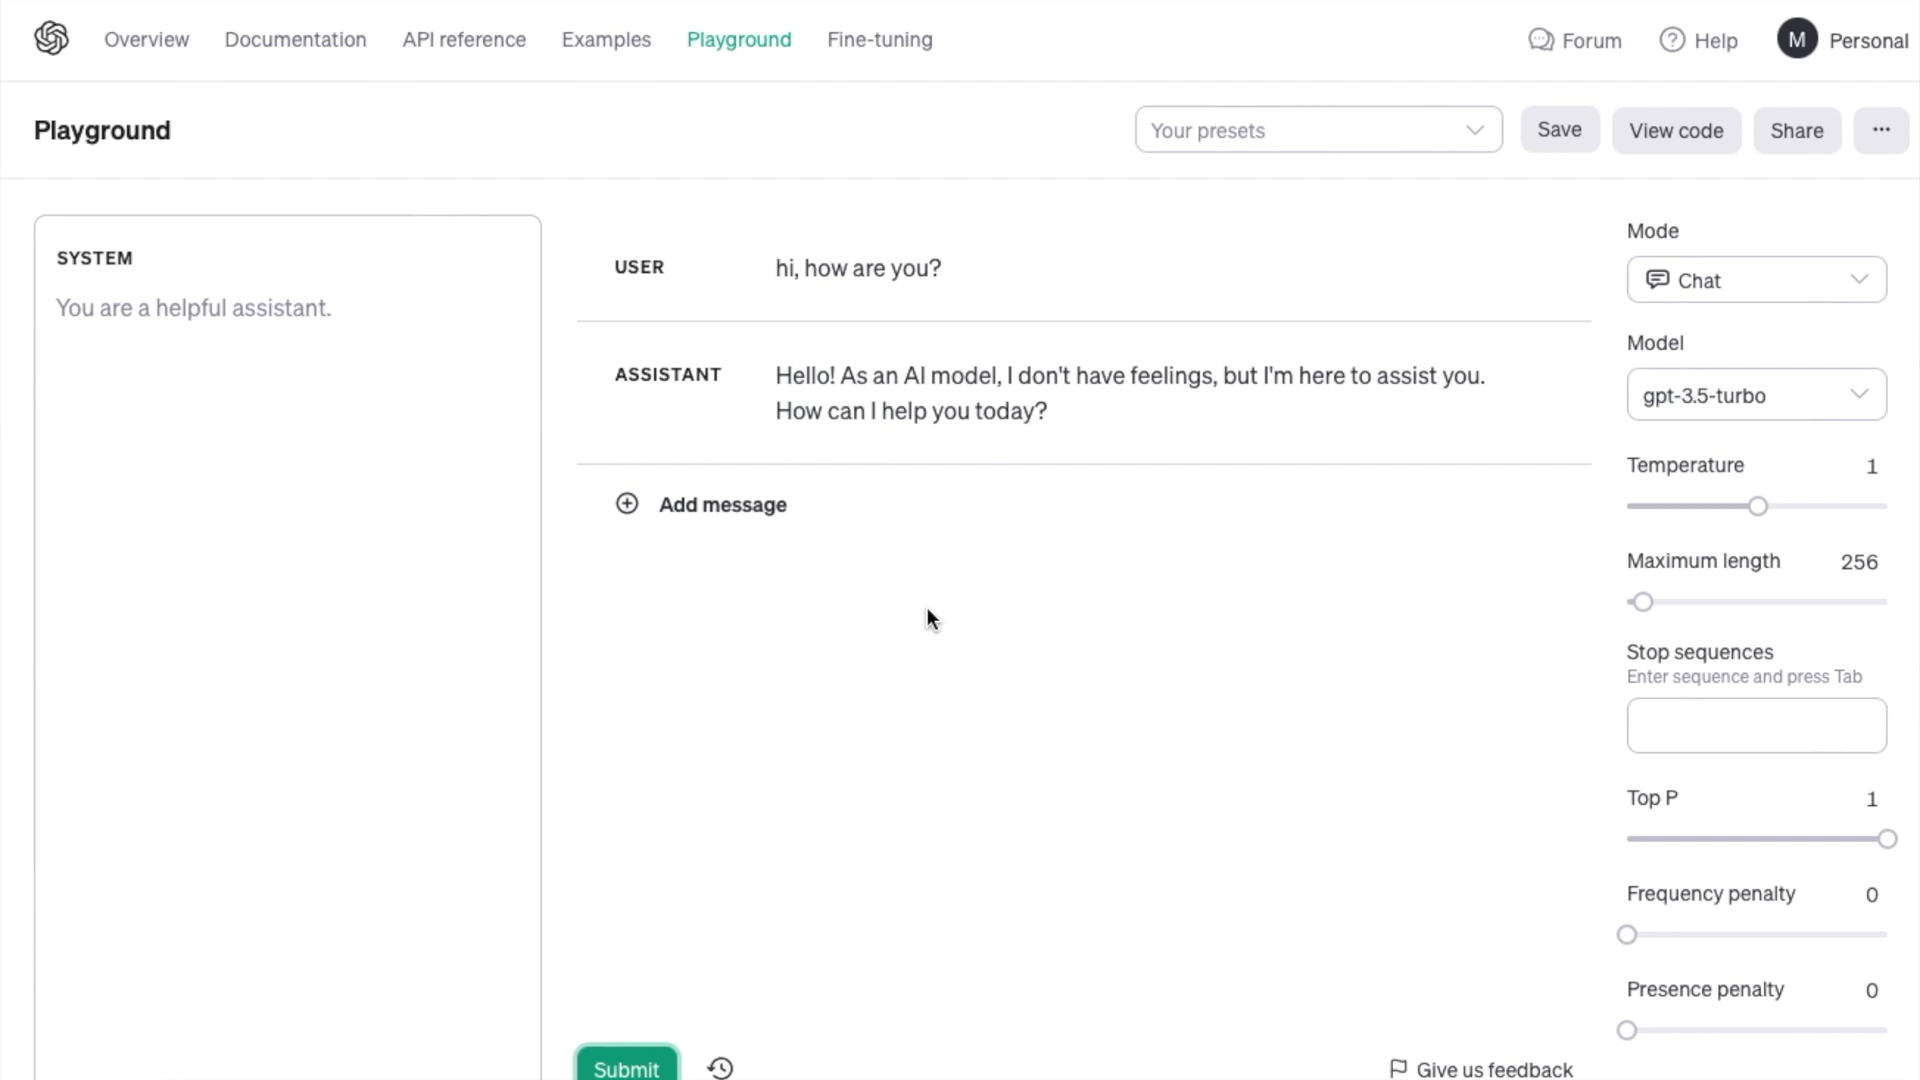 Overview Documentation API reference Examples Playground Fine-tuning Forum Help M Personal
Playground
Your presets Save View code Share ...
SYSTEM
You are a helpful assistant.
USER hi, how are you?
ASSISTANT Hello! As an AI model, I don't have feelings, but I'm here to assist you.
How can I help you today?
Add message
Submit
Give us feedback
Mode
Chat
Model
gpt-3.5-turbo
Temperature 1
Maximum length 256
Stop sequences
Enter sequence and press Tab
Top P 1
Frequency penalty 0
Presence penalty 0